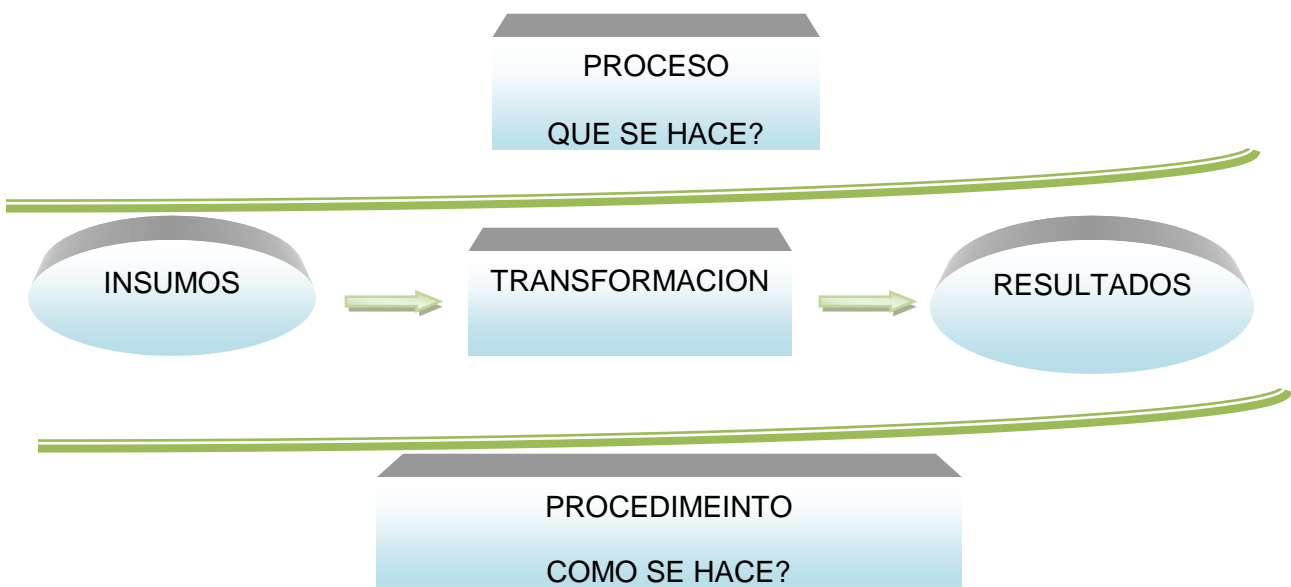 PROCESO
QUE SE HACE?
INSUMOS
TRANSFORMACION
RESULTADOS
PROCEDIMEINTO
COMO SE HACE?